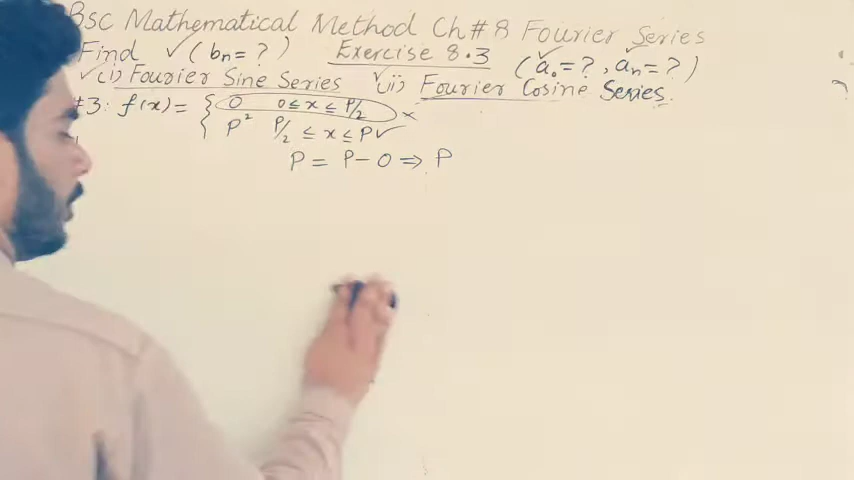 Bsc Mathematical Method Ch#8 Fourier Series
Find ✓(bn=?) Exercise 8.3 (a₀=?, an=?)
✓(i) Fourier Sine Series ✓(ii) Fourier Cosine Series.
#3: f(x) = { 0 0 ≤ x ≤ P/2 ×
P² P/2 ≤ x ≤ P ✓
P = P - 0 ⇒ P